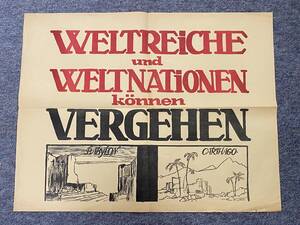 WELTREiCHE
und
WELTNATiONEN
können
VERGEHEN
BABYLON
CARTHAGO